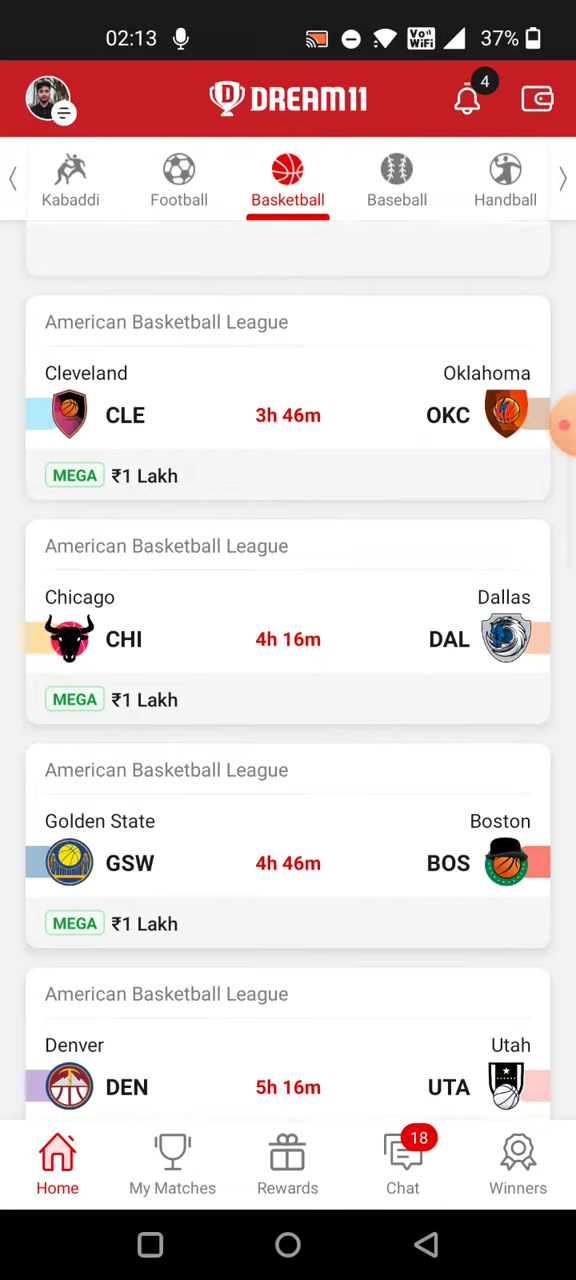 02:13
Vo))
WiFi
37%
DREAM11
4
Kabaddi
Football
Basketball
Baseball
Handball
American Basketball League
Cleveland
Oklahoma
CLE
3h 46m
OKC
MEGA ₹1 Lakh
American Basketball League
Chicago
Dallas
CHI
4h 16m
DAL
MEGA ₹1 Lakh
American Basketball League
Golden State
Boston
GSW
4h 46m
BOS
MEGA ₹1 Lakh
American Basketball League
Denver
Utah
DEN
5h 16m
UTA
18
Home
My Matches
Rewards
Chat
Winners